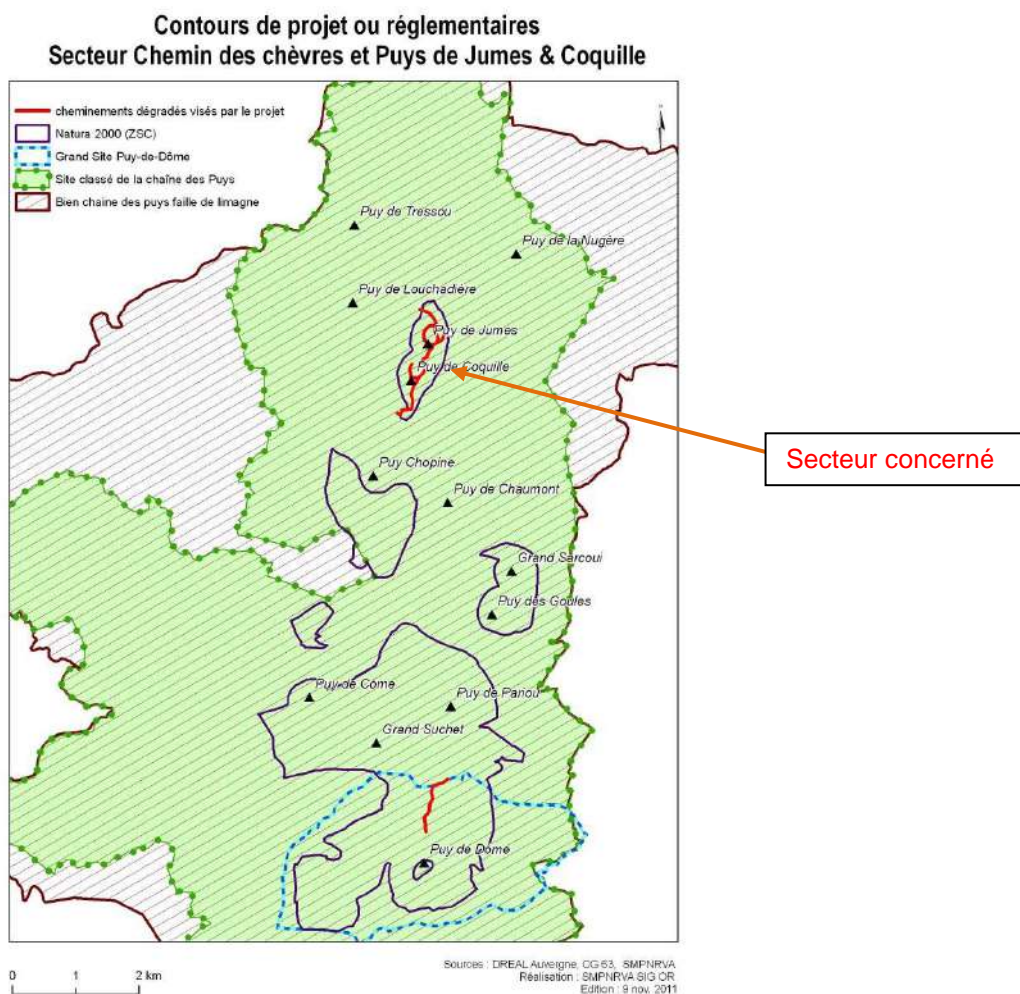 Contours de projet ou réglementaires
Secteur Chemin des chèvres et Puys de Jumes & Coquille
cheminements dégradés visés par le projet
Natura 2000 (ZSC)
Grand Site Puy-de-Dôme
Site classé de la chaîne des Puys
Bien chaine des puys faille de limagne
Puy de Tressou
Puy de la Nugère
Puy de Louchadière
Puy de Jumes
Puy de Coquille
Secteur concerné
Puy Chopine
Puy de Chaumont
Grand Sarcoui
Puy des Goules
Puy de Côme
Puy de Panou
Grand Suchet
Puy de Dôme
Sources : DREAL Auvergne, CG 63, SMPNRVA
Réalisation : SMPNRVA SIG OR
Edition : 9 nov. 2011
0 1 2 km